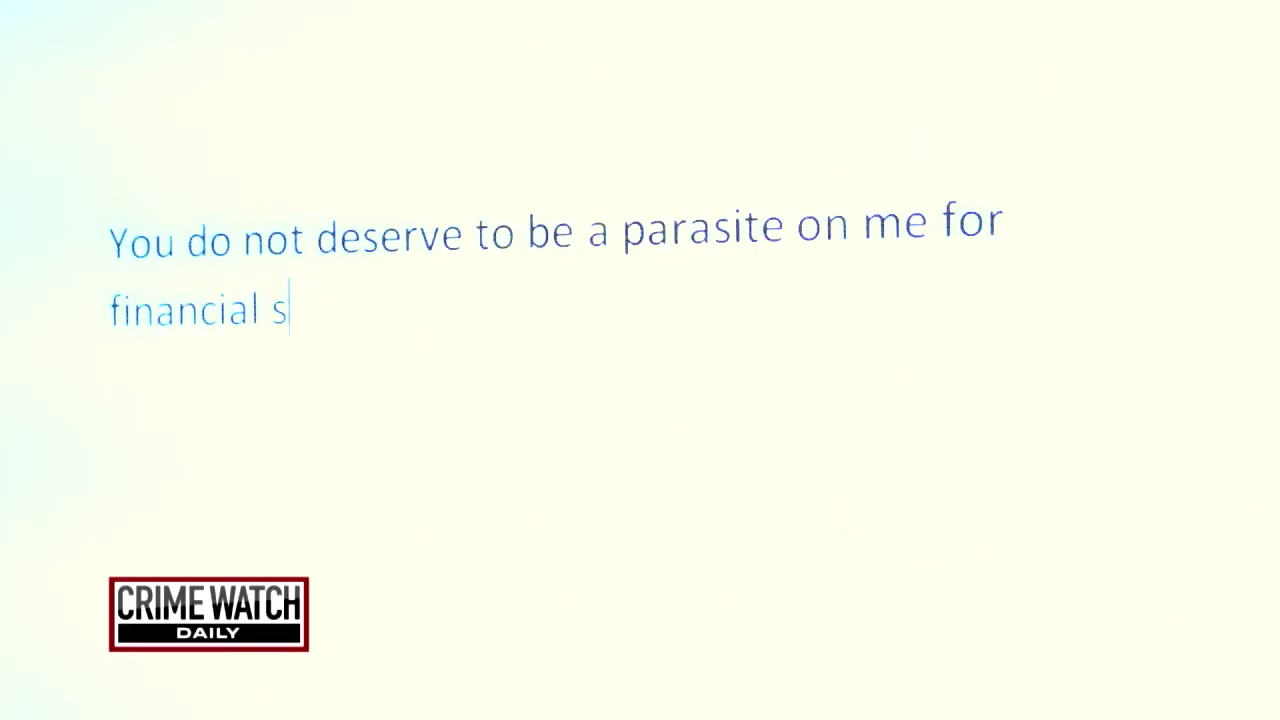 You do not deserve to be a parasite on me for
financial s
CRIME WATCH
DAILY